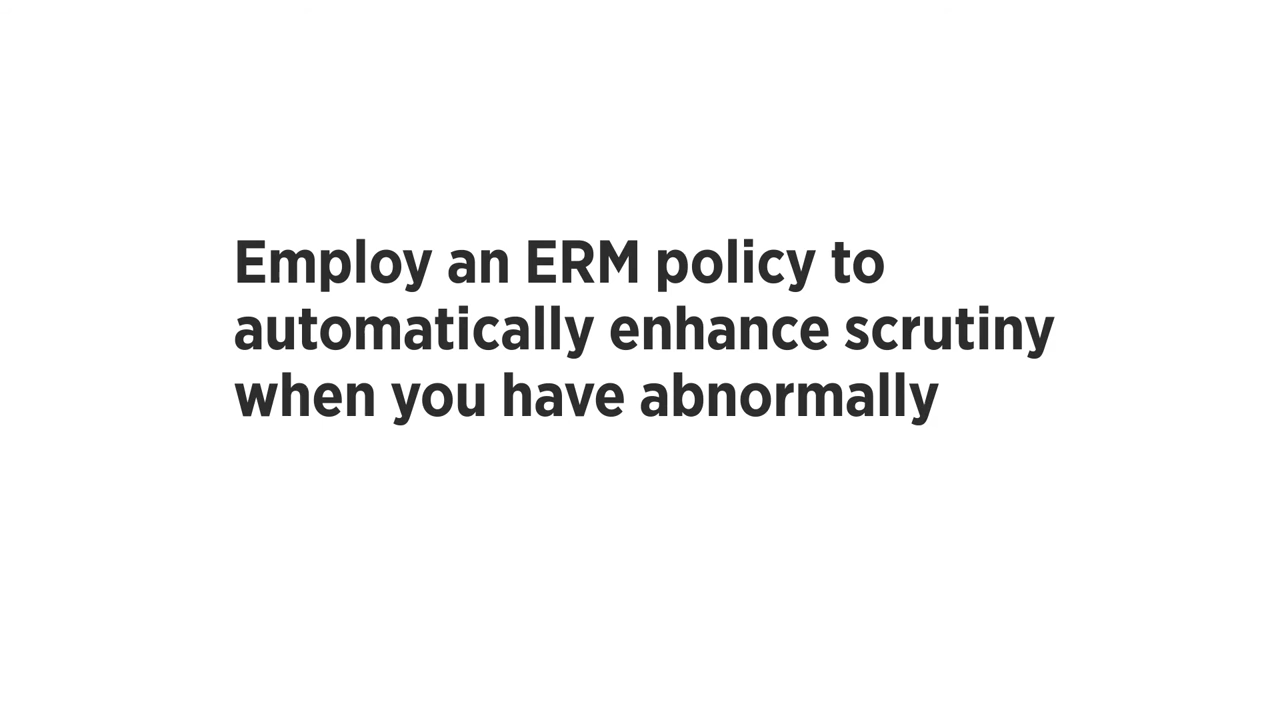 Employ an ERM policy to
automatically enhance scrutiny
when you have abnormally